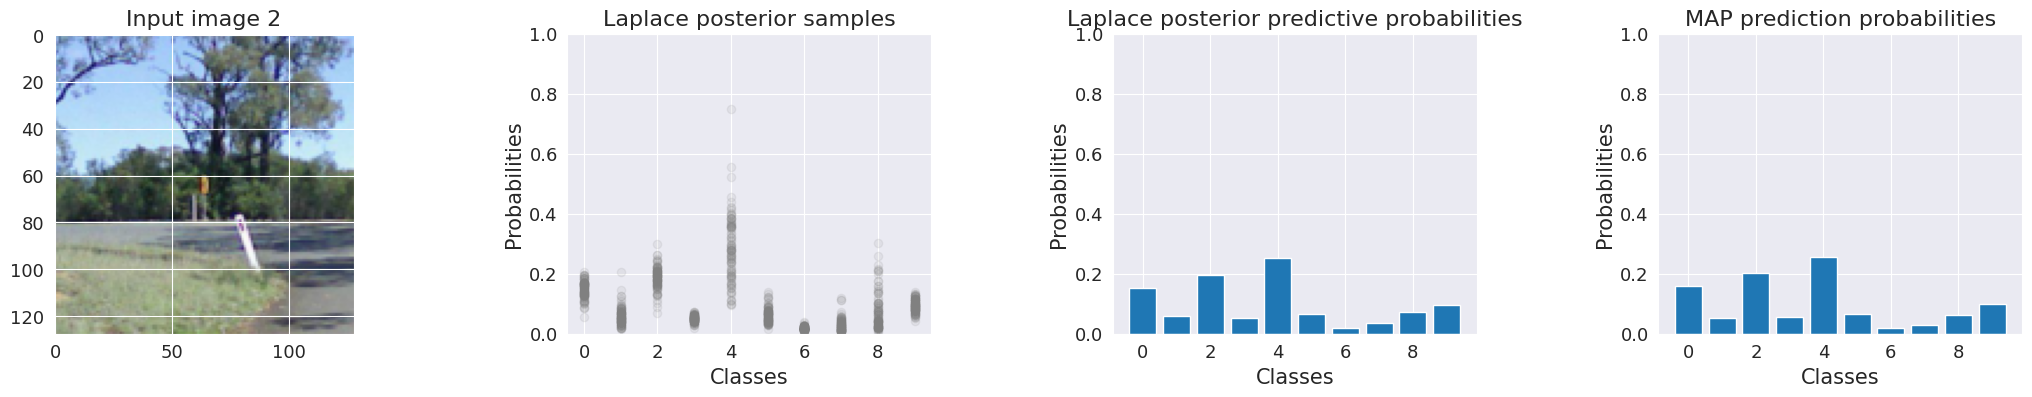 Input image 2
0
20
40
60
80
100
120
0 50 100
Laplace posterior samples
1.0
0.8
0.6
0.4
0.2
0.0
Probabilities
0 2 4 6 8
Classes
Laplace posterior predictive probabilities
1.0
0.8
0.6
0.4
0.2
0.0
Probabilities
0 2 4 6 8
Classes
MAP prediction probabilities
1.0
0.8
0.6
0.4
0.2
0.0
Probabilities
0 2 4 6 8
Classes